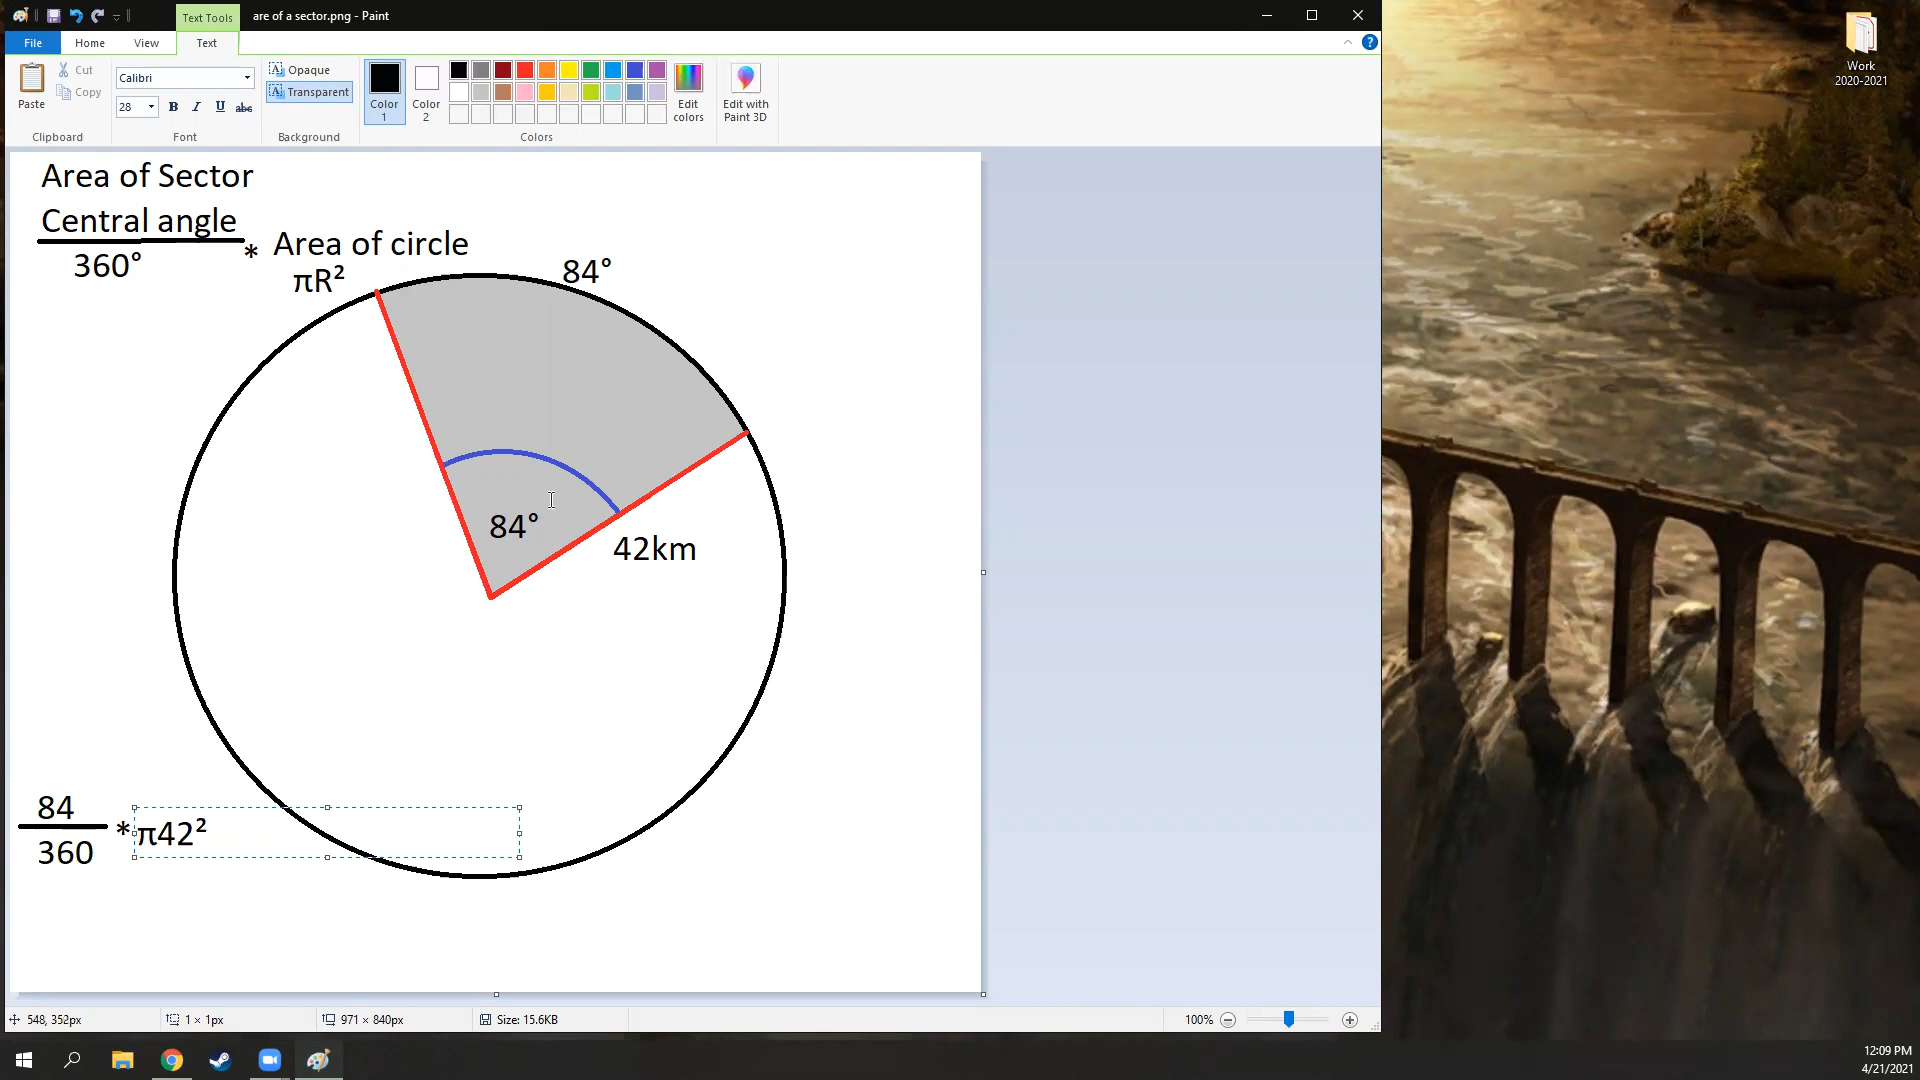 Text Tools
are of a sector.png - Paint
File
Home
View
Text
Paste
Cut
Copy
Clipboard
Calibri
28
B I U abc
Font
Opaque
Transparent
Background
Color 1
Color 2
Edit colors
Colors
Edit with Paint 3D
Work
2020-2021
Area of Sector
Central angle
360°
* Area of circle
πR²
84°
84°
42km
84
360
*
π42²
548, 352px
1 × 1px
971 × 840px
Size: 15.6KB
100%
12:09 PM
4/21/2021